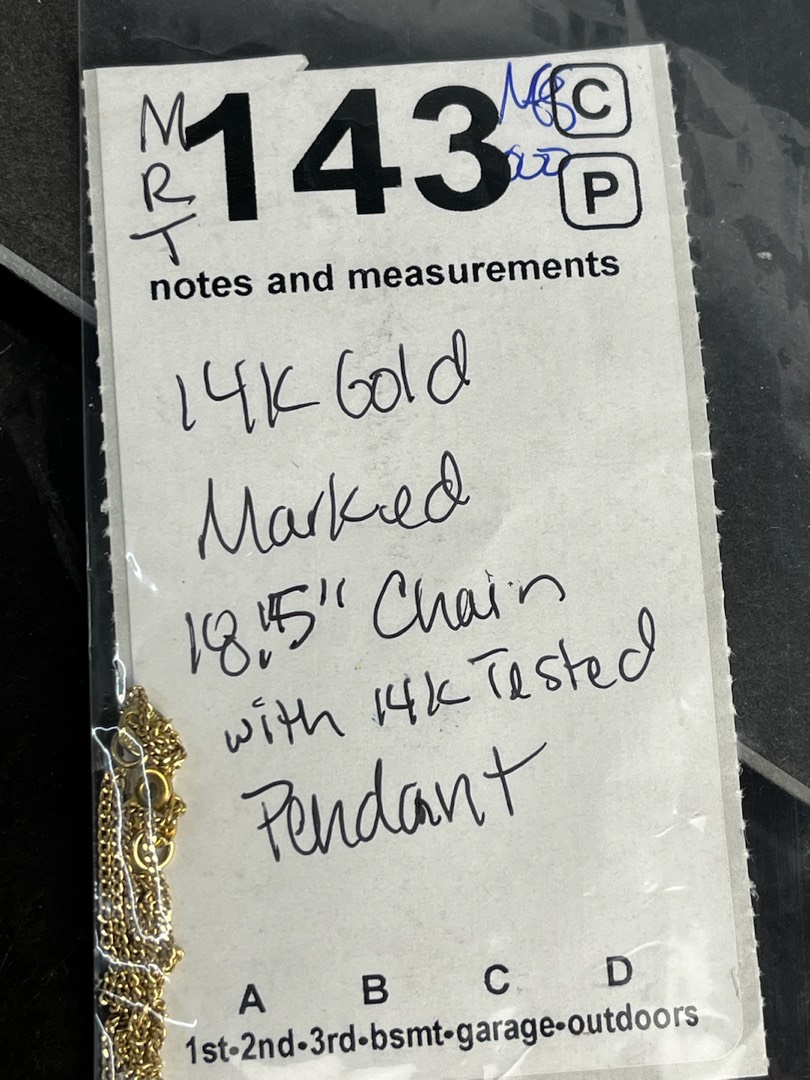 MRT
143
C
P
notes and measurements
14K Gold
Marked
18.5" Chain
with 14K Tested
Pendant
A B C D
1st-2nd-3rd-bsmt-garage-outdoors